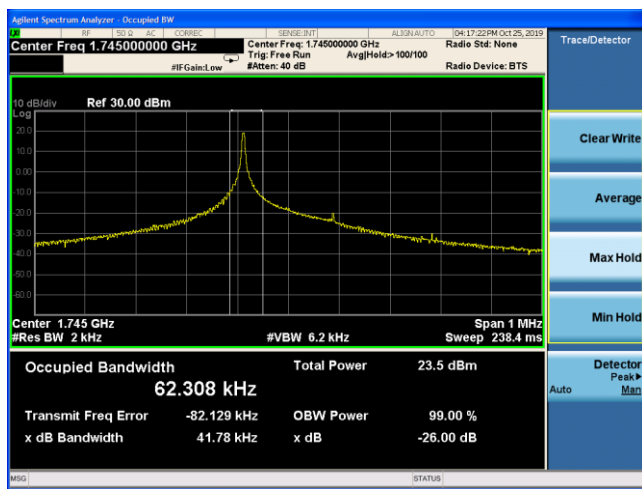 Agilent Spectrum Analyzer - Occupied BW
RF 50 Ω AC CORREC SENSE:INT ALIGN AUTO 04:17:22PM Oct 25, 2019
Center Freq 1.745000000 GHz
Center Freq: 1.745000000 GHz
Radio Std: None
Trig: Free Run Avg|Hold:>100/100
#IFGain:Low
#Atten: 40 dB
Radio Device: BTS
10 dB/div Ref 30.00 dBm
Log
20.0
10.0
0.00
-10.0
-20.0
-30.0
-40.0
-50.0
-60.0
Center 1.745 GHz
Span 1 MHz
#Res BW 2 kHz
#VBW 6.2 kHz
Sweep 238.4 ms
Occupied Bandwidth
Total Power 23.5 dBm
62.308 kHz
Transmit Freq Error -82.129 kHz
OBW Power 99.00 %
x dB Bandwidth 41.78 kHz
x dB -26.00 dB
MSG
STATUS
Trace/Detector
Clear Write
Average
Max Hold
Min Hold
Detector
Peak▶
Auto Man